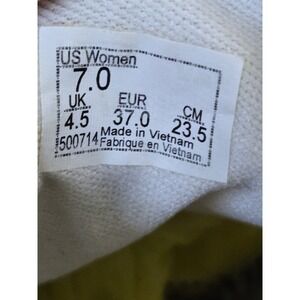 US Women
7.0
UK EUR CM
4.5 37.0 23.5
500714 Made in Vietnam
Fabrique en Vietnam